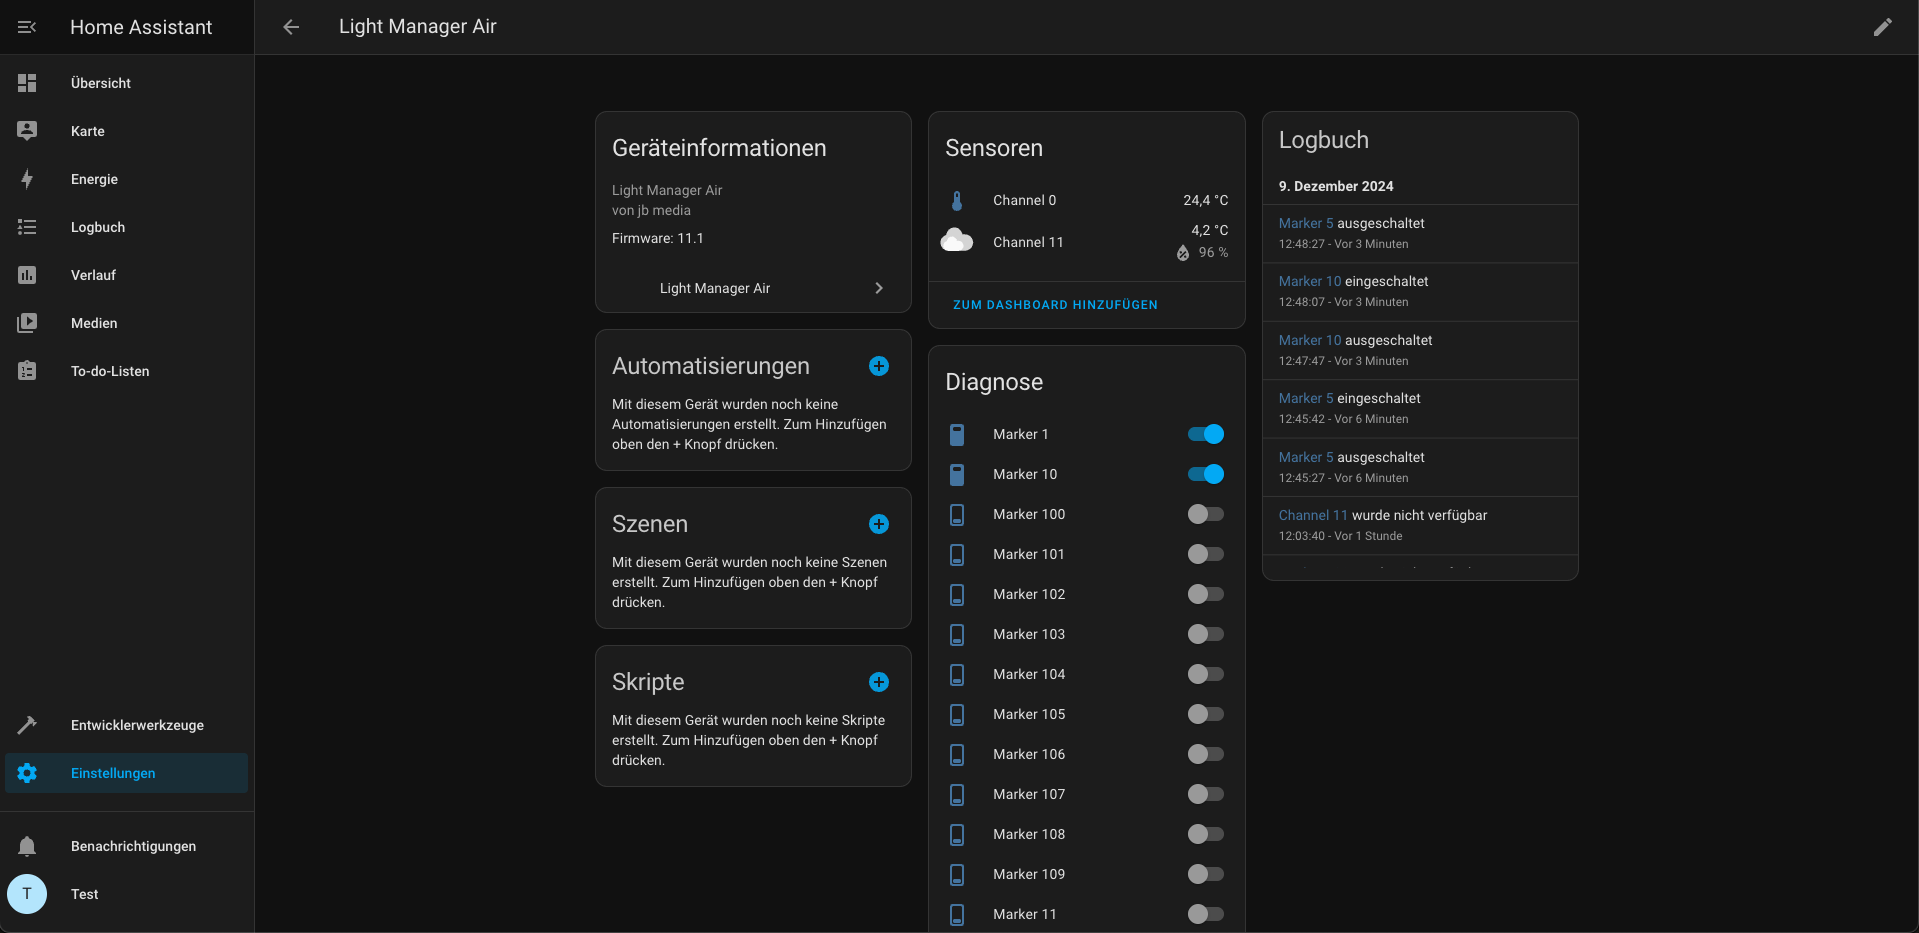 Home Assistant
Übersicht
Karte
Energie
Logbuch
Verlauf
Medien
To-do-Listen
Entwicklerwerkzeuge
Einstellungen
Benachrichtigungen
T
Test
Light Manager Air
Geräteinformationen
Light Manager Air
von jb media
Firmware: 11.1
Light Manager Air
Automatisierungen
Mit diesem Gerät wurden noch keine
Automatisierungen erstellt. Zum Hinzufügen
oben den + Knopf drücken.
Szenen
Mit diesem Gerät wurden noch keine Szenen
erstellt. Zum Hinzufügen oben den + Knopf
drücken.
Skripte
Mit diesem Gerät wurden noch keine Skripte
erstellt. Zum Hinzufügen oben den + Knopf
drücken.
Sensoren
Channel 0 24,4 °C
Channel 11 4,2 °C
96 %
ZUM DASHBOARD HINZUFÜGEN
Diagnose
Marker 1
Marker 10
Marker 100
Marker 101
Marker 102
Marker 103
Marker 104
Marker 105
Marker 106
Marker 107
Marker 108
Marker 109
Marker 11
Logbuch
9. Dezember 2024
Marker 5 ausgeschaltet
12:48:27 - Vor 3 Minuten
Marker 10 eingeschaltet
12:48:07 - Vor 3 Minuten
Marker 10 ausgeschaltet
12:47:47 - Vor 3 Minuten
Marker 5 eingeschaltet
12:45:42 - Vor 6 Minuten
Marker 5 ausgeschaltet
12:45:27 - Vor 6 Minuten
Channel 11 wurde nicht verfügbar
12:03:40 - Vor 1 Stunde